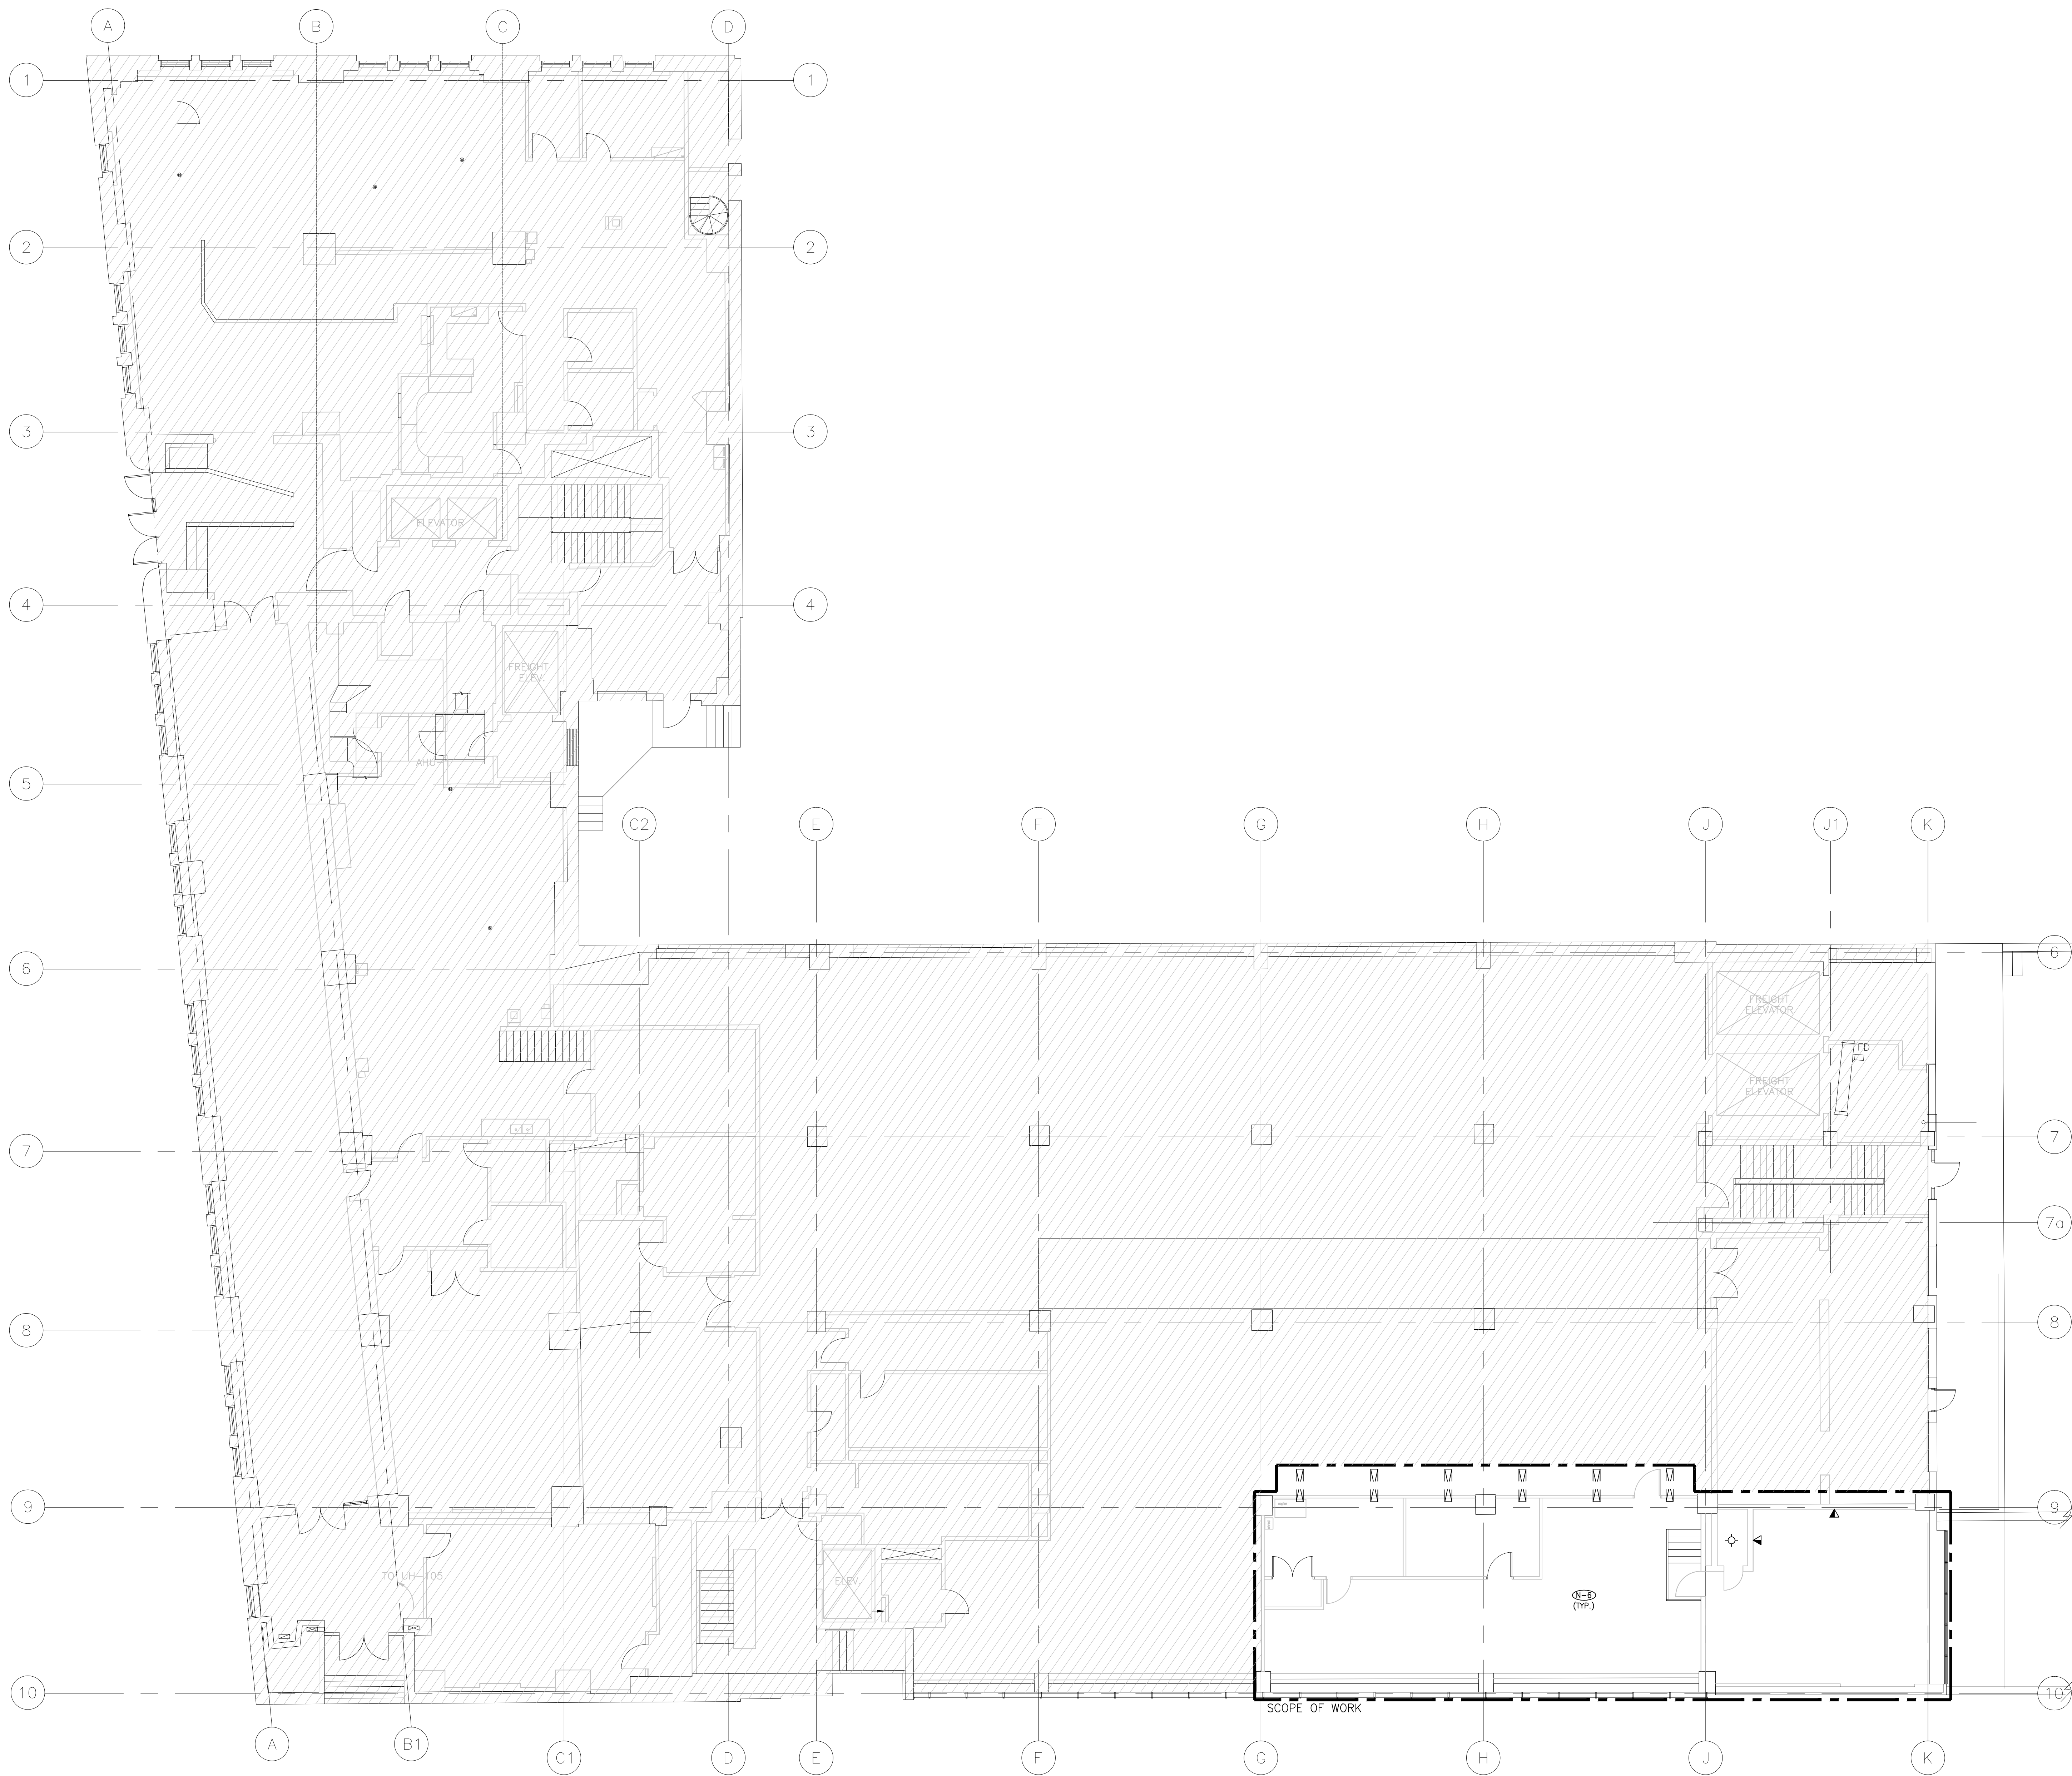 A
B
C
D
1
1
2
2
3
3
ELEVATOR
4
4
FREIGHT
ELEV.
AHU-
5
C2
E
F
G
H
J
J1
K
6
6
FREIGHT
ELEVATOR
FD
FREIGHT
ELEVATOR
7
7
7a
8
8
9
9
TO UH-105
ELEV.
N-6
(TYP.)
10
10
SCOPE OF WORK
A
B1
C1
D
E
F
G
H
J
K